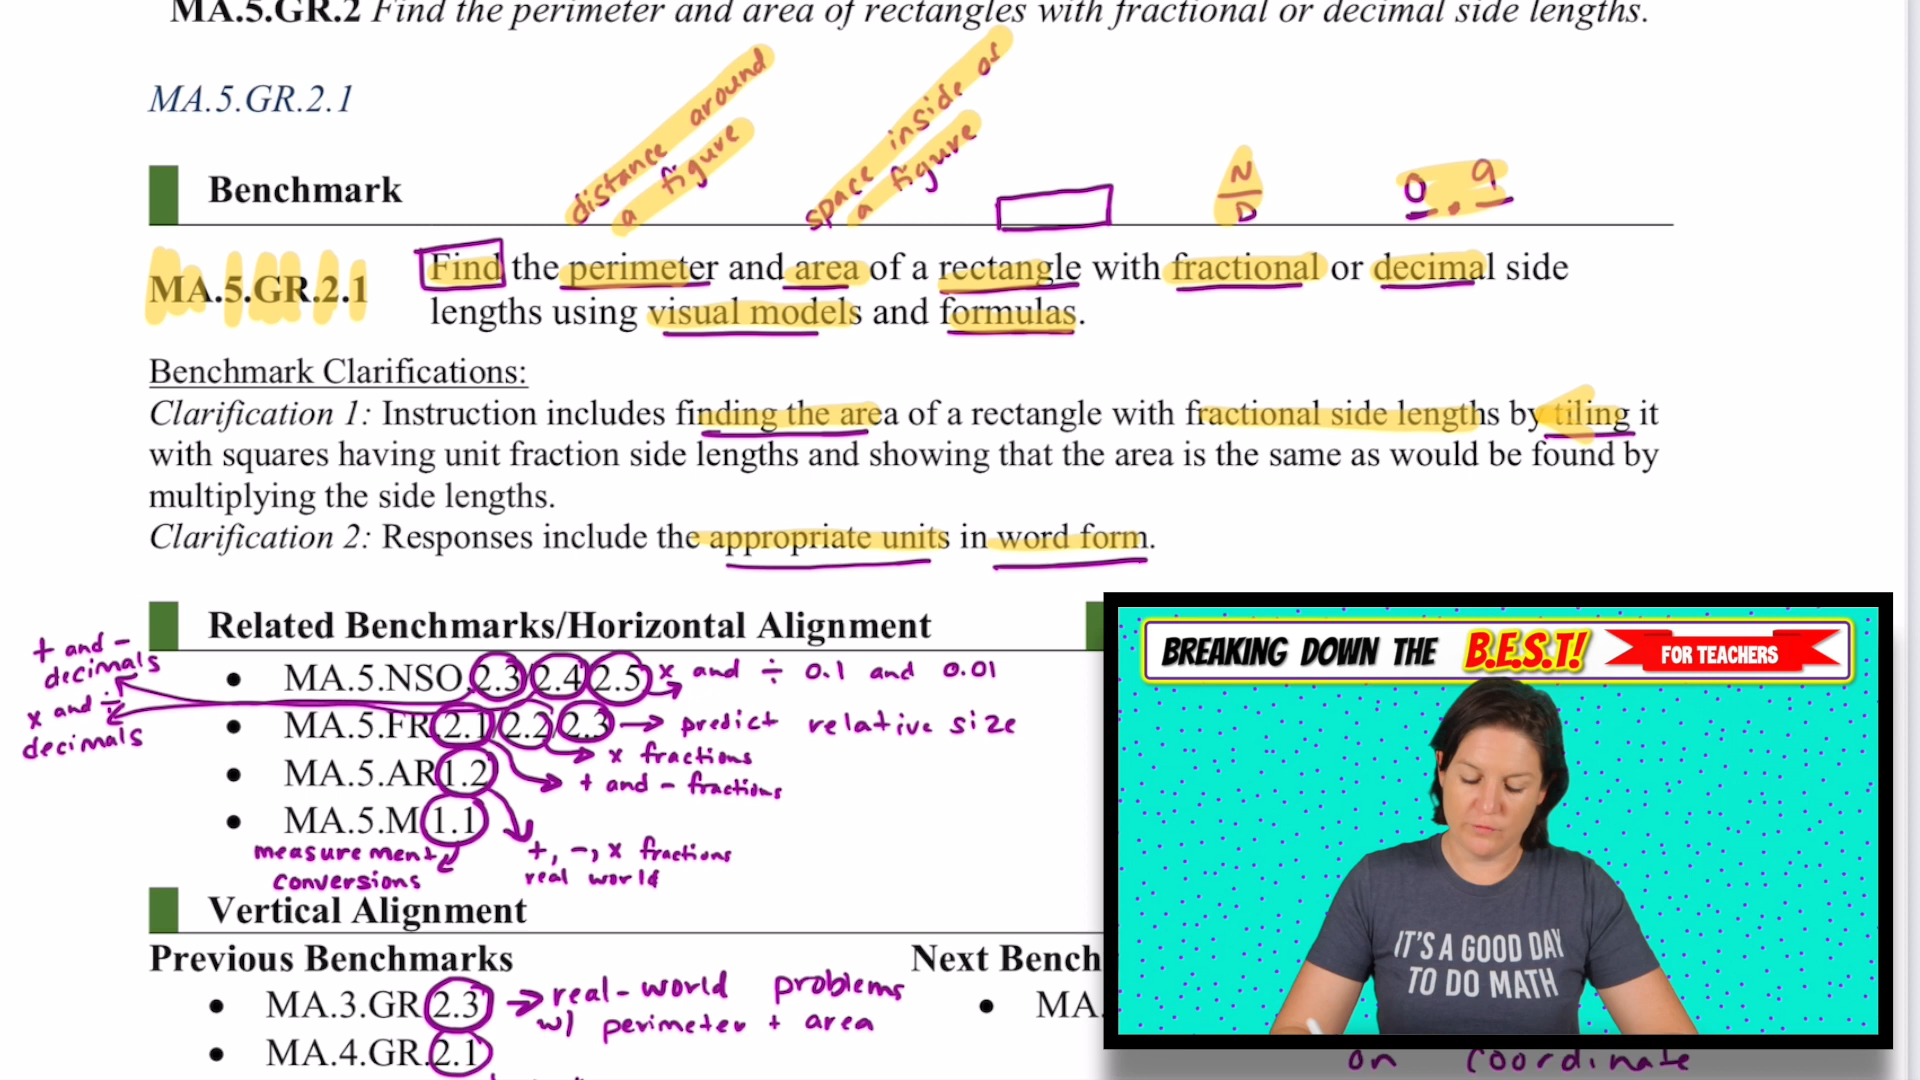 MA.5.GR.2 Find the perimeter and area of rectangles with fractional or decimal side lengths.
MA.5.GR.2.1
distance around
a figure
space inside of
a figure
N
D
0.9
Benchmark
MA.5.GR.2.1 Find the perimeter and area of a rectangle with fractional or decimal side
lengths using visual models and formulas.
Benchmark Clarifications:
Clarification 1: Instruction includes finding the area of a rectangle with fractional side lengths by tiling it
with squares having unit fraction side lengths and showing that the area is the same as would be found by
multiplying the side lengths.
Clarification 2: Responses include the appropriate units in word form.
Related Benchmarks/Horizontal Alignment
+ and -
decimals
x and ÷
decimals
MA.5.NSO.2.3/2.4/2.5
x and ÷ 0.1 and 0.01
MA.5.FR.2.1/2.2/2.3
predict relative size
x fractions
MA.5.AR.1.2
+ and - fractions
MA.5.M.1.1
measurement
conversions
+, -, x fractions
real world
Vertical Alignment
Previous Benchmarks
MA.3.GR.2.3
real-world problems
w/ perimeter + area
MA.4.GR.2.1
Next Bench
MA.
on coordinate
BREAKING DOWN THE B.E.S.T! FOR TEACHERS
IT'S A GOOD DAY
TO DO MATH